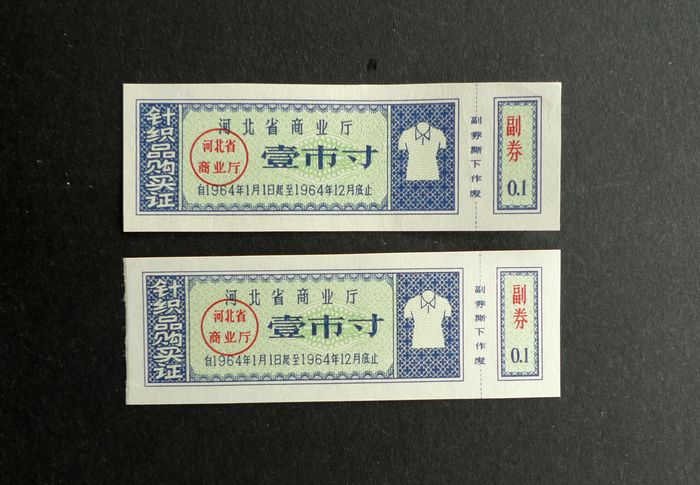 针织品购买证
河北省商业厅
河北省
商业厅
壹市寸
自1964年1月1日起至1964年12月底止
副券撕下作废
副券
0.1
针织品购买证
河北省商业厅
河北省
商业厅
壹市寸
自1964年1月1日起至1964年12月底止
副券撕下作废
副券
0.1